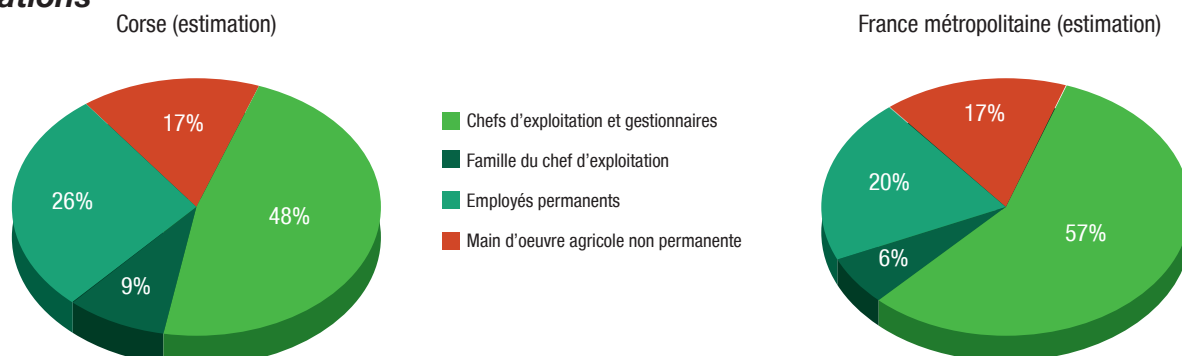 Corse (estimation)
France métropolitaine (estimation)
17%
26%
48%
9%
Chefs d'exploitation et gestionnaires
Famille du chef d'exploitation
Employés permanents
Main d'oeuvre agricole non permanente
17%
20%
57%
6%